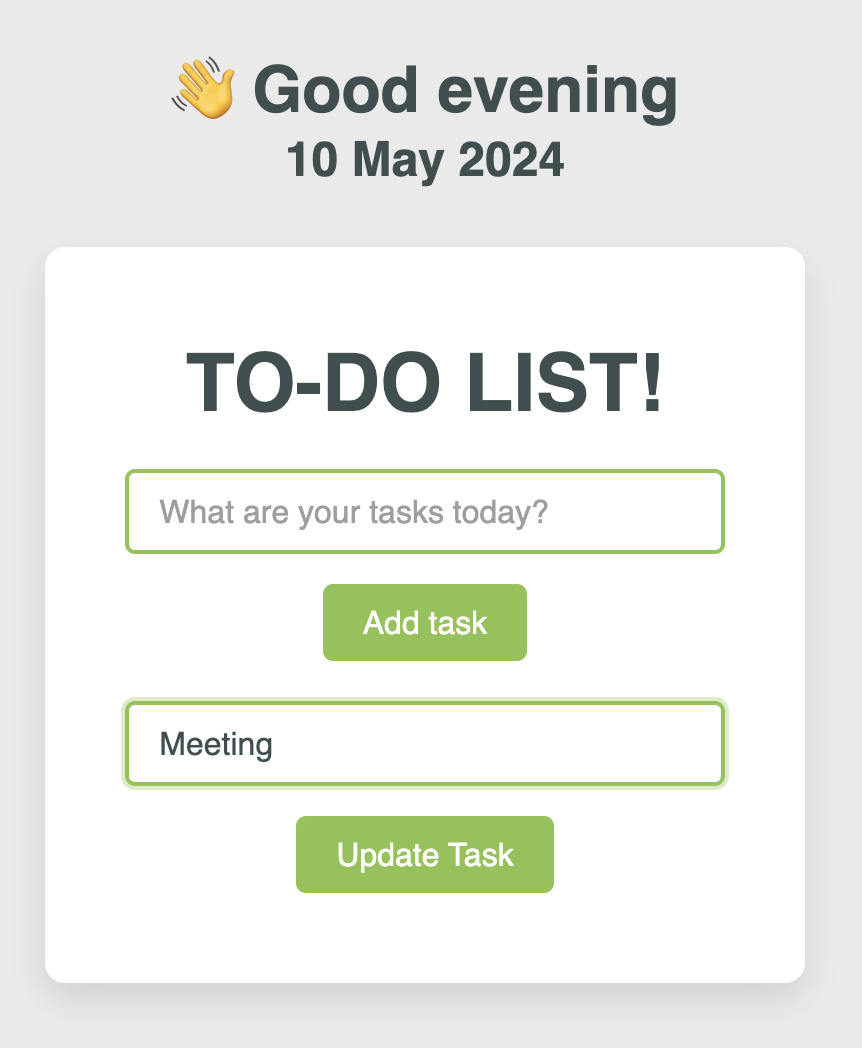 👋 Good evening
10 May 2024
TO-DO LIST!
What are your tasks today?
Add task
Meeting
Update Task